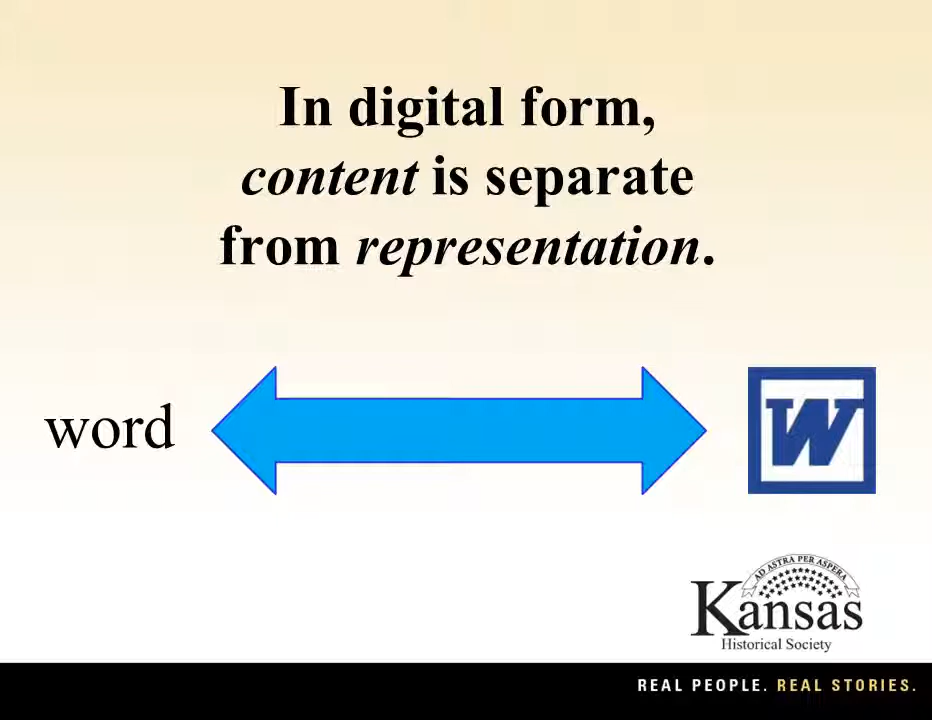 In digital form,
content is separate
from representation.
word
W
AD ASTRA PER ASPERA
Kansas
Historical Society
REAL PEOPLE. REAL STORIES.